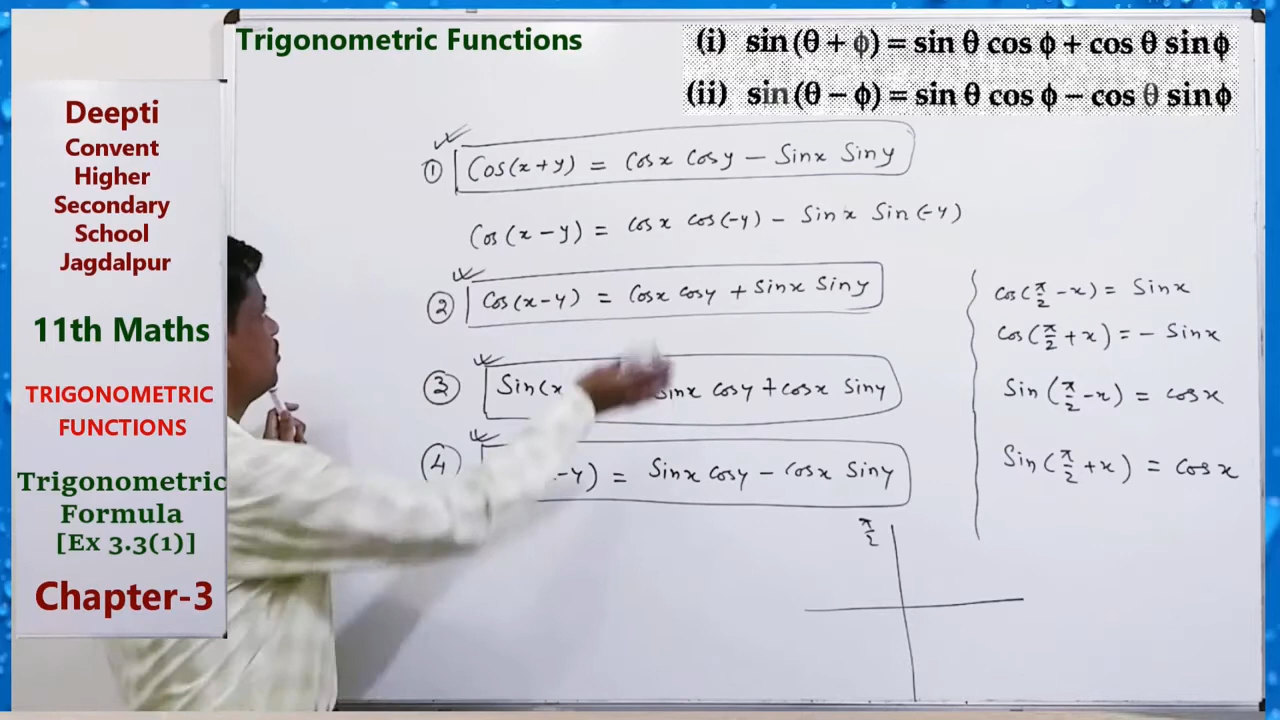 Trigonometric Functions
(i) sin(θ + ϕ) = sin θ cos ϕ + cos θ sin ϕ
(ii) sin(θ − ϕ) = sin θ cos ϕ − cos θ sin ϕ
Deepti
Convent
Higher
Secondary
School
Jagdalpur
11th Maths
TRIGONOMETRIC
FUNCTIONS
Trigonometric
Formula
[Ex 3.3(1)]
Chapter-3
① Cos(x+y) = Cosx Cosy − Sinx Siny
Cos(x−y) = cosx cos(−y) − Sinx Sin(−y)
② Cos(x−y) = Cosx cosy + Sinx Siny
③ Sin(x sinx cosy + cosx Siny
④ −y) = Sinx cosy − Cosx Siny
cos(π/2 −x) = Sinx
Cos(π/2 +x) = − Sinx
Sin(π/2 −x) = cosx
Sin(π/2 +x) = Cosx
π/2